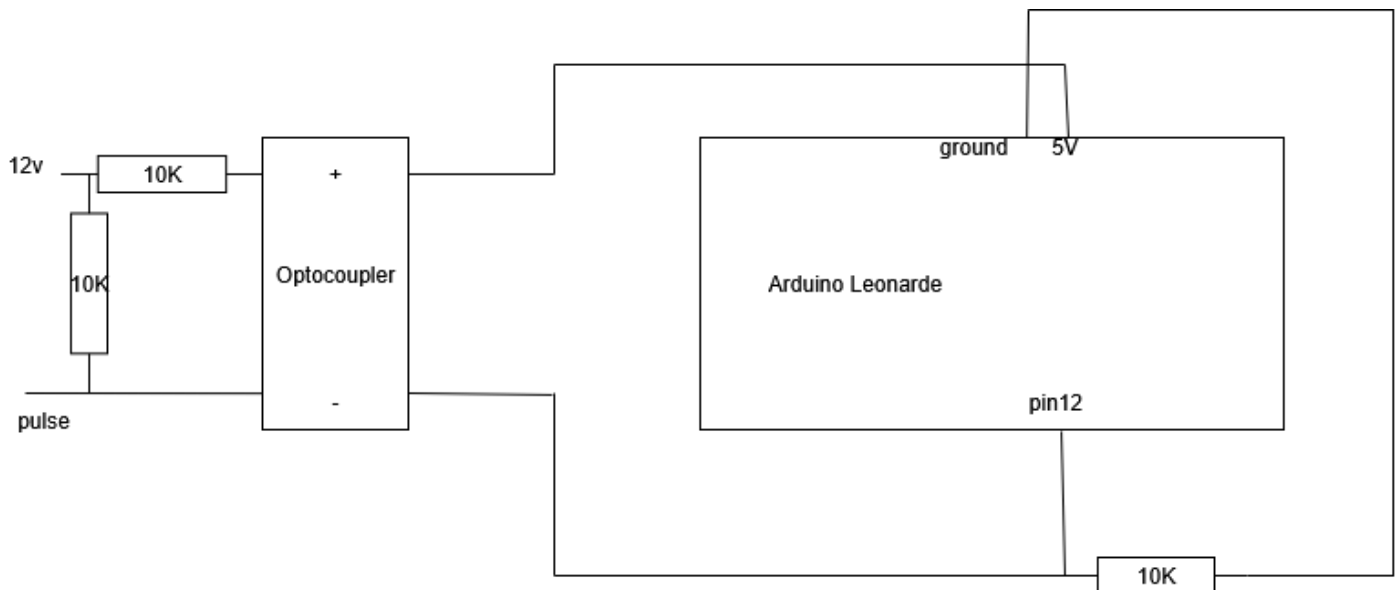 ground
5V
12v
10K
+
10K
Optocoupler
Arduino Leonarde
-
pin12
pulse
10K